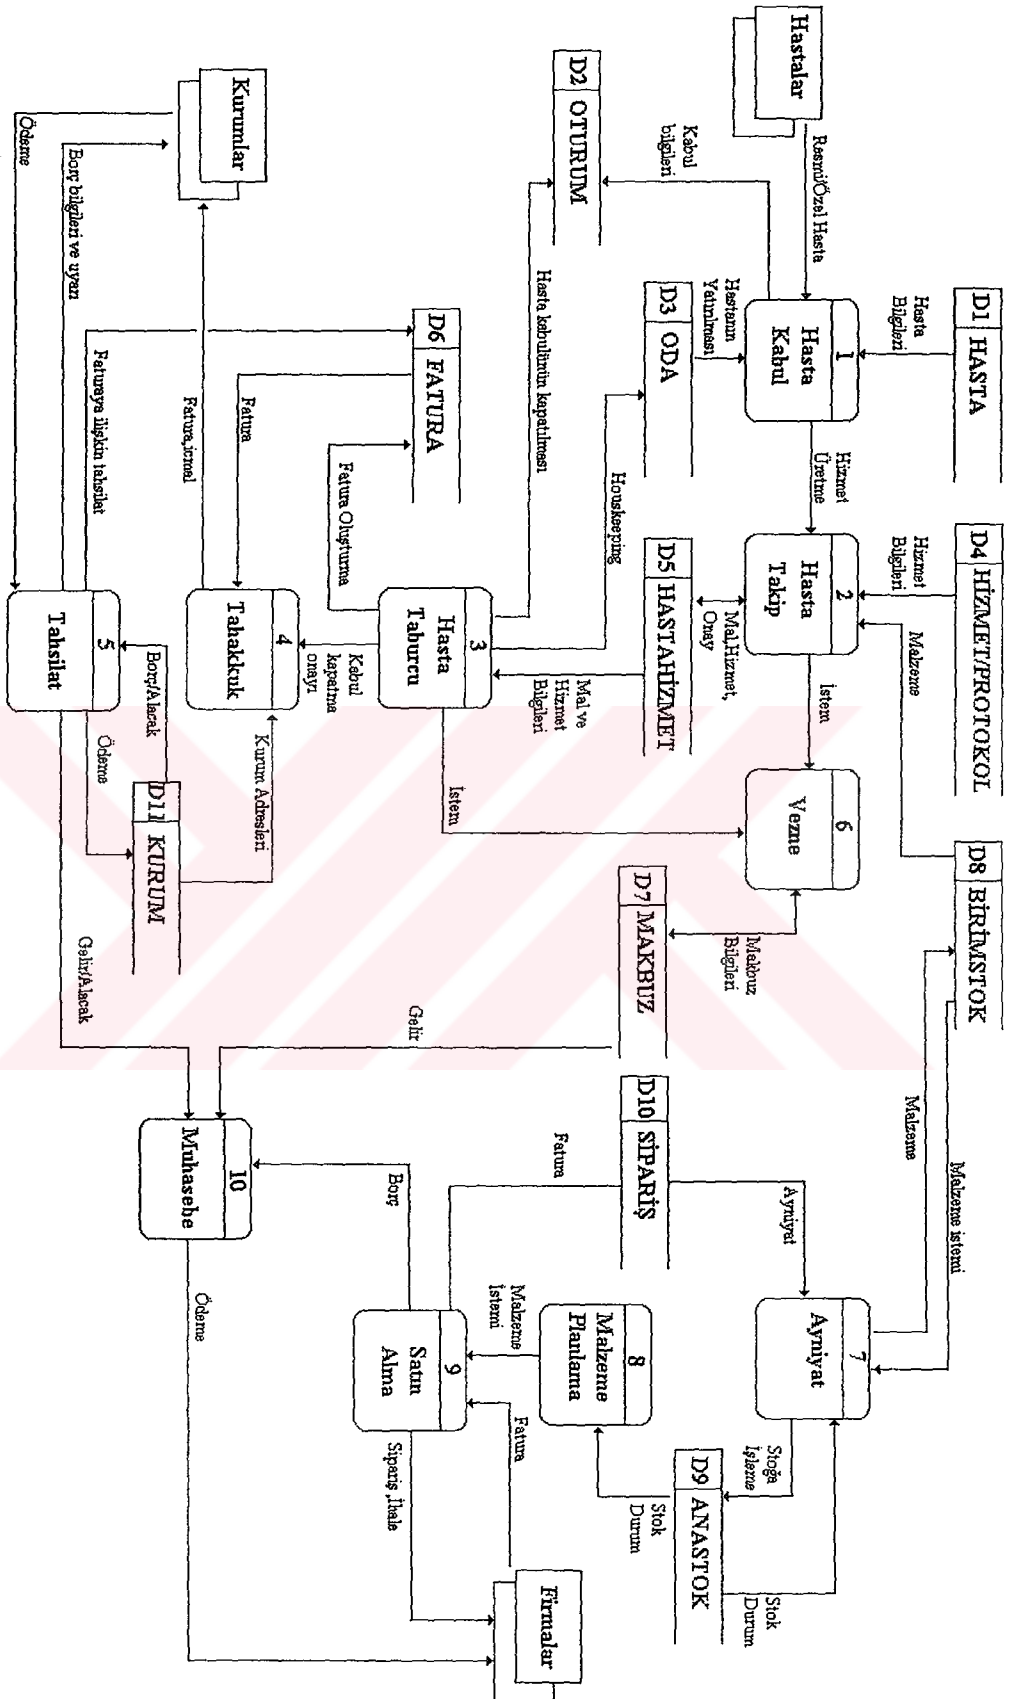 Hastalar
Resmi/Özel Hasta
D1 HASTA
Hasta
Bilgileri
1
Hasta
Kabul
Kabul
bilgileri
D2 OTURUM
Hastanın
Yatırılması
D3 ODA
Hizmet
Üretme
D4 HİZMET/PROTOKOL
Hizmet
Bilgileri
2
Hasta
Takip
Malzeme
Mal,Hizmet,
Onay
D5 HASTAHİZMET
Hasta kabulünün kapatılması
Houskeeping
Mal ve
Hizmet
Bilgileri
3
Hasta
Taburcu
İstem
İstem
6
Vezne
Makbuz
Bilgileri
D7 MAKBUZ
D8 BİRİMSTOK
Malzeme
Malzeme istemi
7
Ayniyat
Ayniyat
D10 SİPARİŞ
Fatura
Stoğa
İşleme
D9 ANASTOK
Stok
Durum
Stok
Durum
8
Malzeme
Planlama
Malzeme
İstemi
9
Satın
Alma
Fatura
Sipariş ,İhale
Firmalar
Borç
Gelir
10
Muhasebe
Ödeme
Kurumlar
D6 FATURA
Fatura Oluşturma
Fatura
Fatura,icmal
Kabul
kapatma
onayı
4
Tahakkuk
Kurum Adresleri
D11 KURUM
Borç/Alacak
Ödeme
5
Tahsilat
Faturaya ilişkin tahsilat
Borç bilgileri ve uyarı
Ödeme
Gelir/Alacak